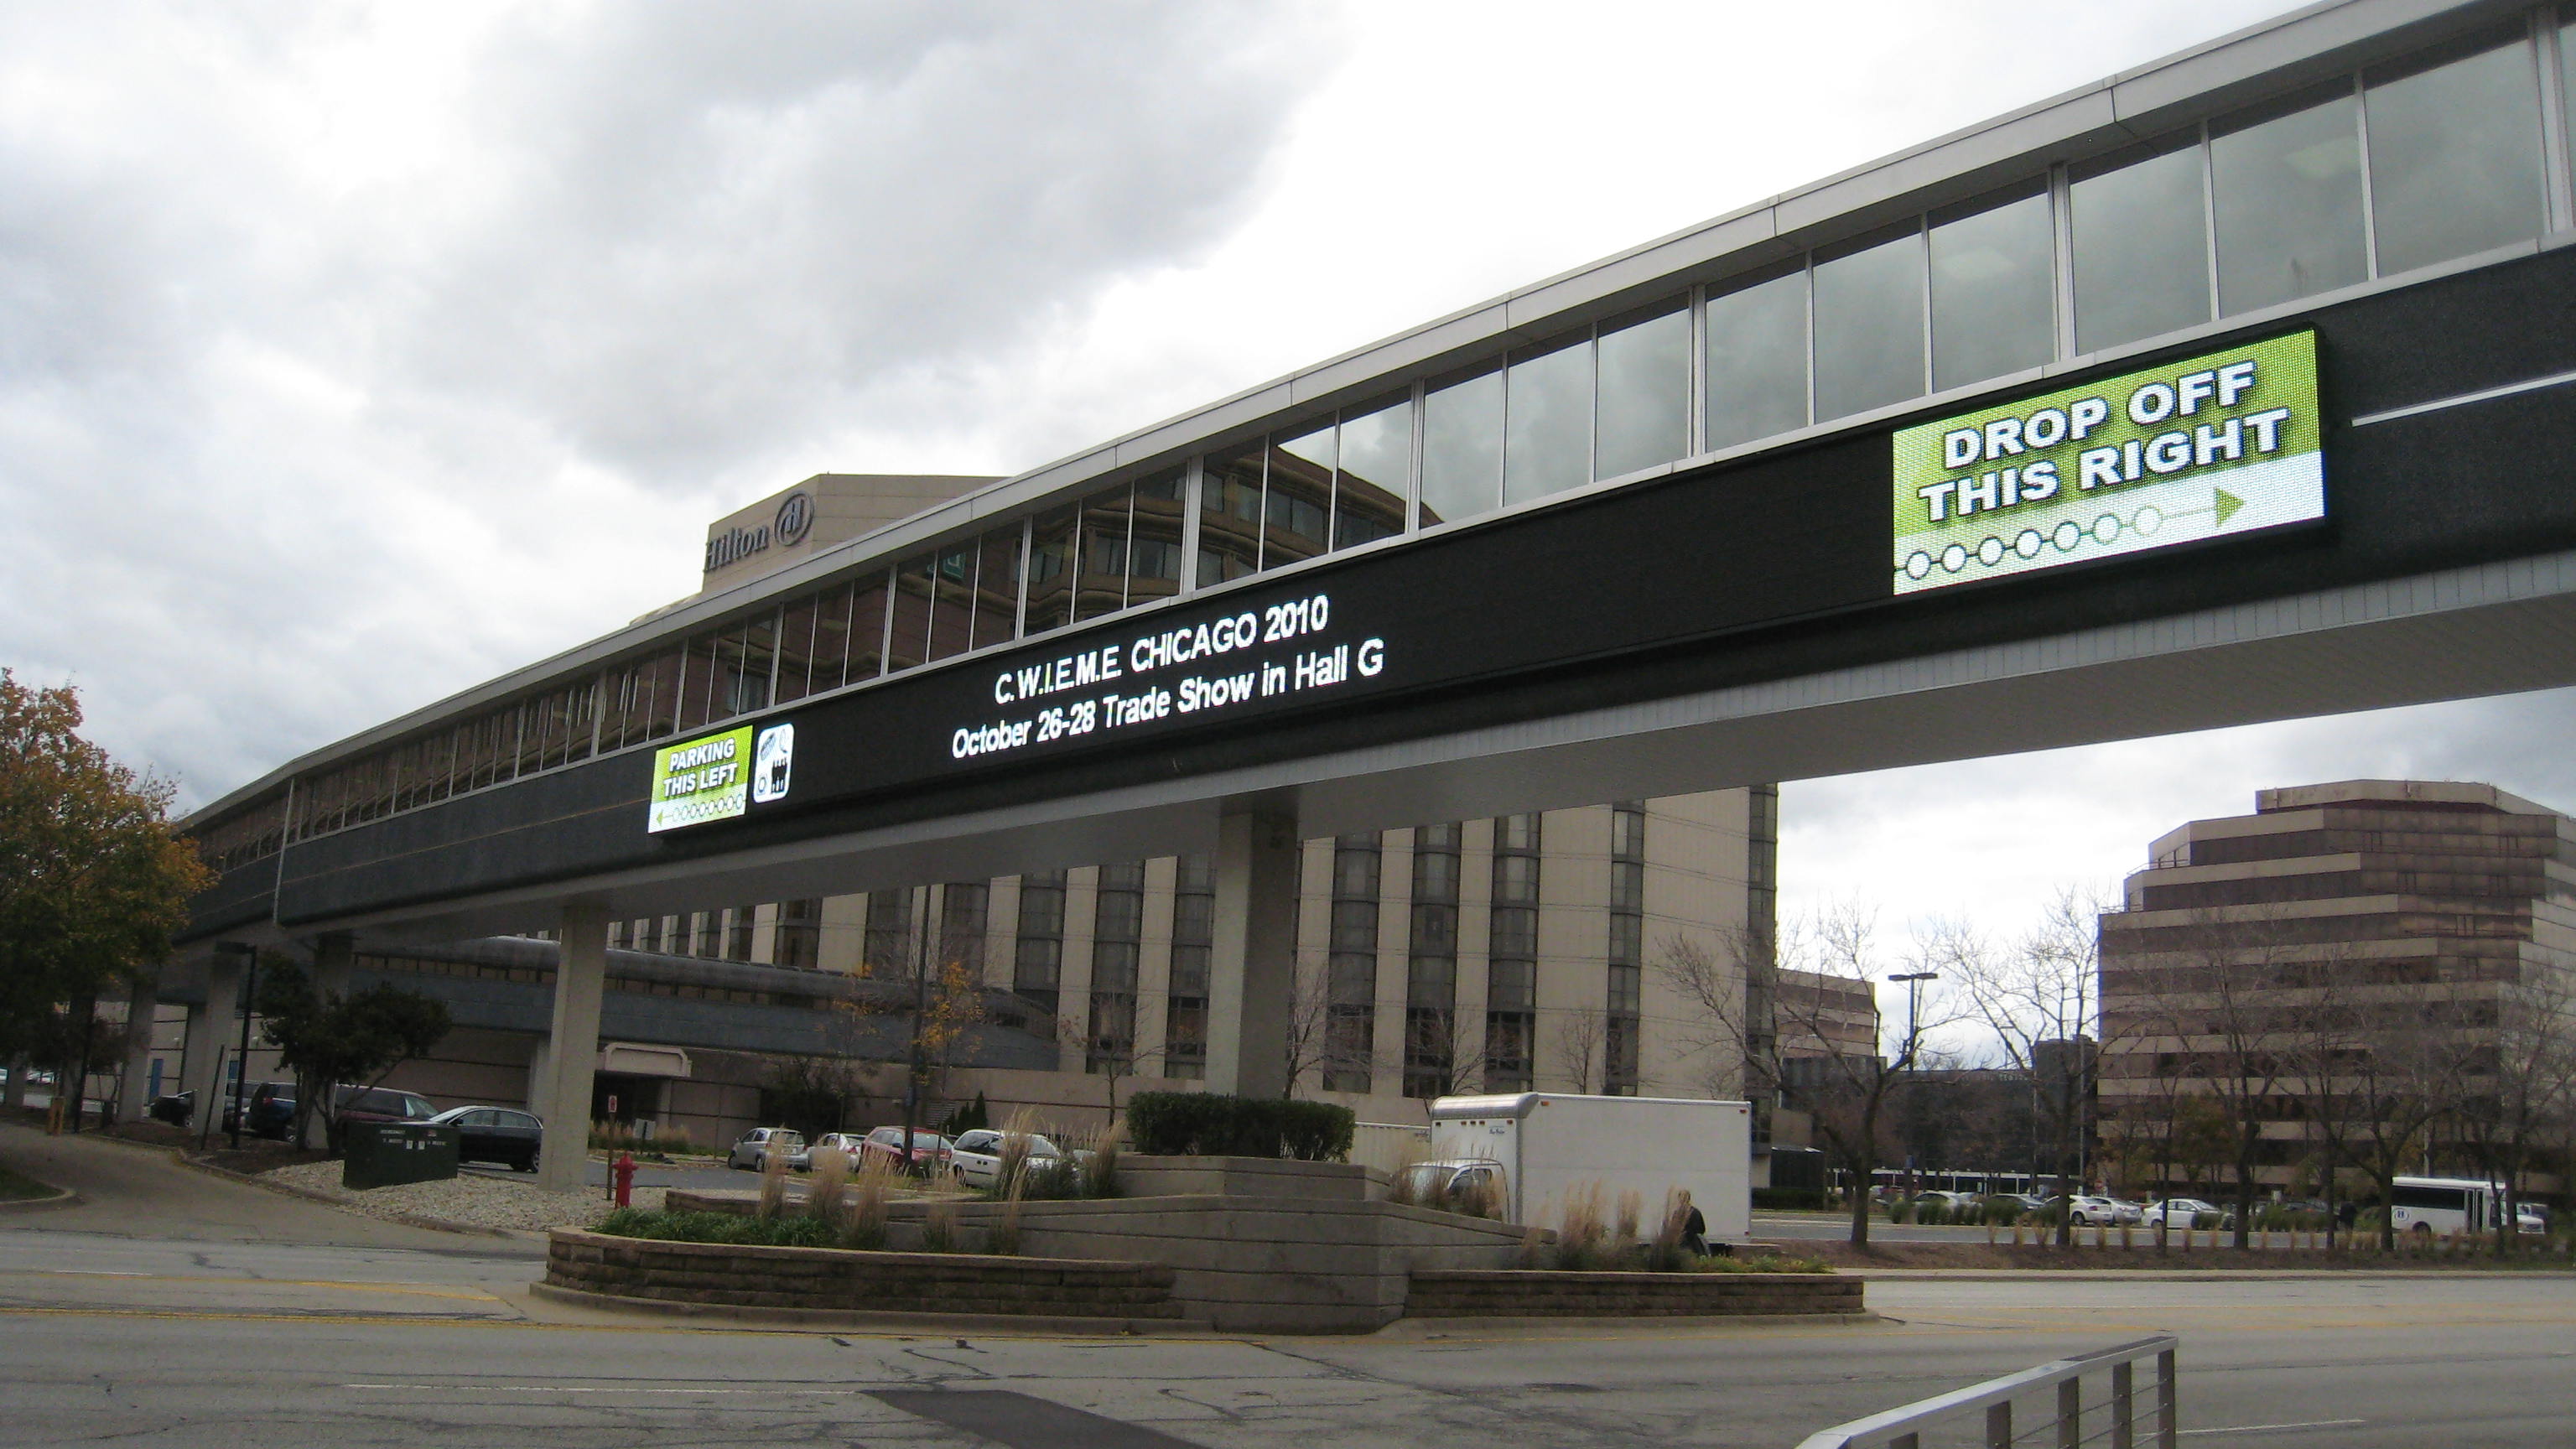 Hilton
C.W.I.E.M.E. CHICAGO 2010
October 26-28 Trade Show in Hall G
PARKING
THIS LEFT
DROP OFF
THIS RIGHT